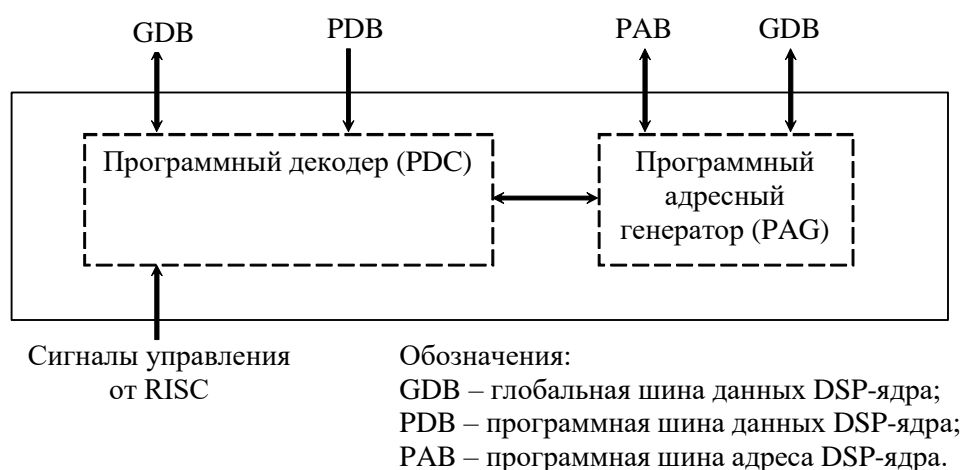 GDB PDB PAB GDB
Программный декодер (PDC)
Программный
адресный
генератор (PAG)
Сигналы управления
от RISC
Обозначения:
GDB – глобальная шина данных DSP-ядра;
PDB – программная шина данных DSP-ядра;
PAB – программная шина адреса DSP-ядра.